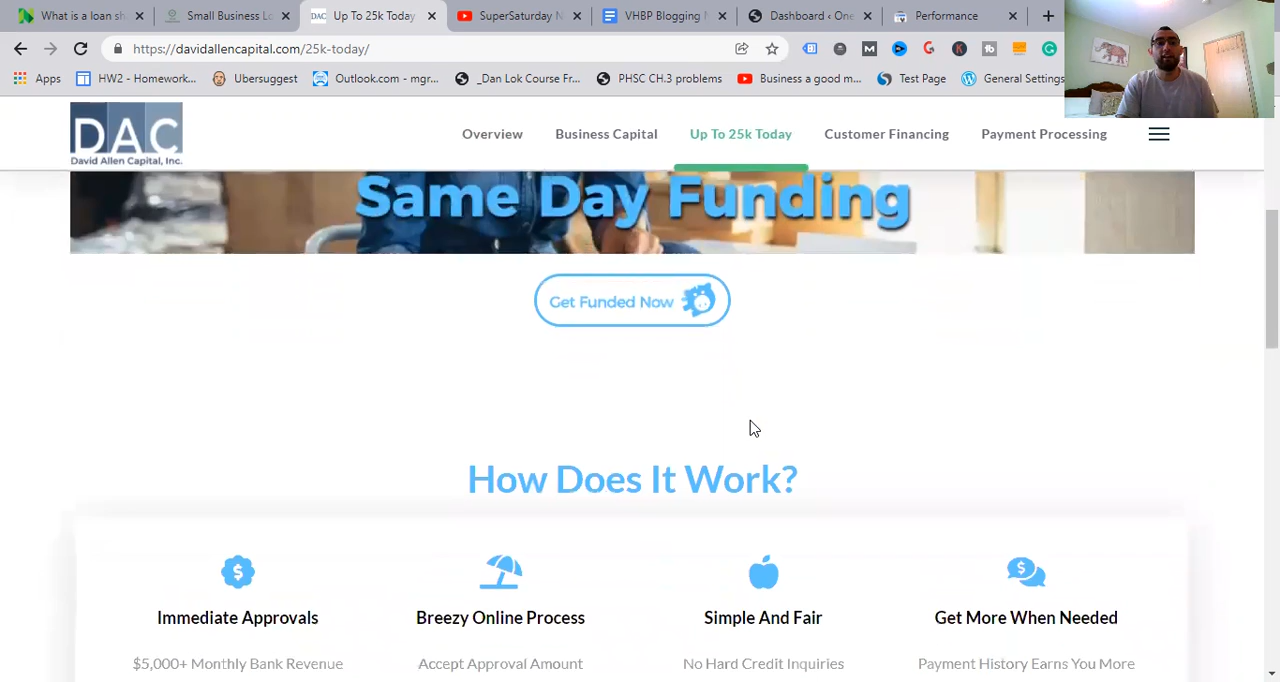 What is a loan sh
Small Business Lo
Up To 25k Today
SuperSaturday N
VHBP Blogging N
Dashboard ‹ One
Performance
https://davidallencapital.com/25k-today/
Apps
HW2 - Homework...
Ubersuggest
Outlook.com - mgr...
_Dan Lok Course Fr...
PHSC CH.3 problems
Business a good m...
Test Page
General Settings
DAC
David Allen Capital, Inc.
Overview
Business Capital
Up To 25k Today
Customer Financing
Payment Processing
Same Day Funding
Get Funded Now
How Does It Work?
Immediate Approvals
Breezy Online Process
Simple And Fair
Get More When Needed
$5,000+ Monthly Bank Revenue
Accept Approval Amount
No Hard Credit Inquiries
Payment History Earns You More